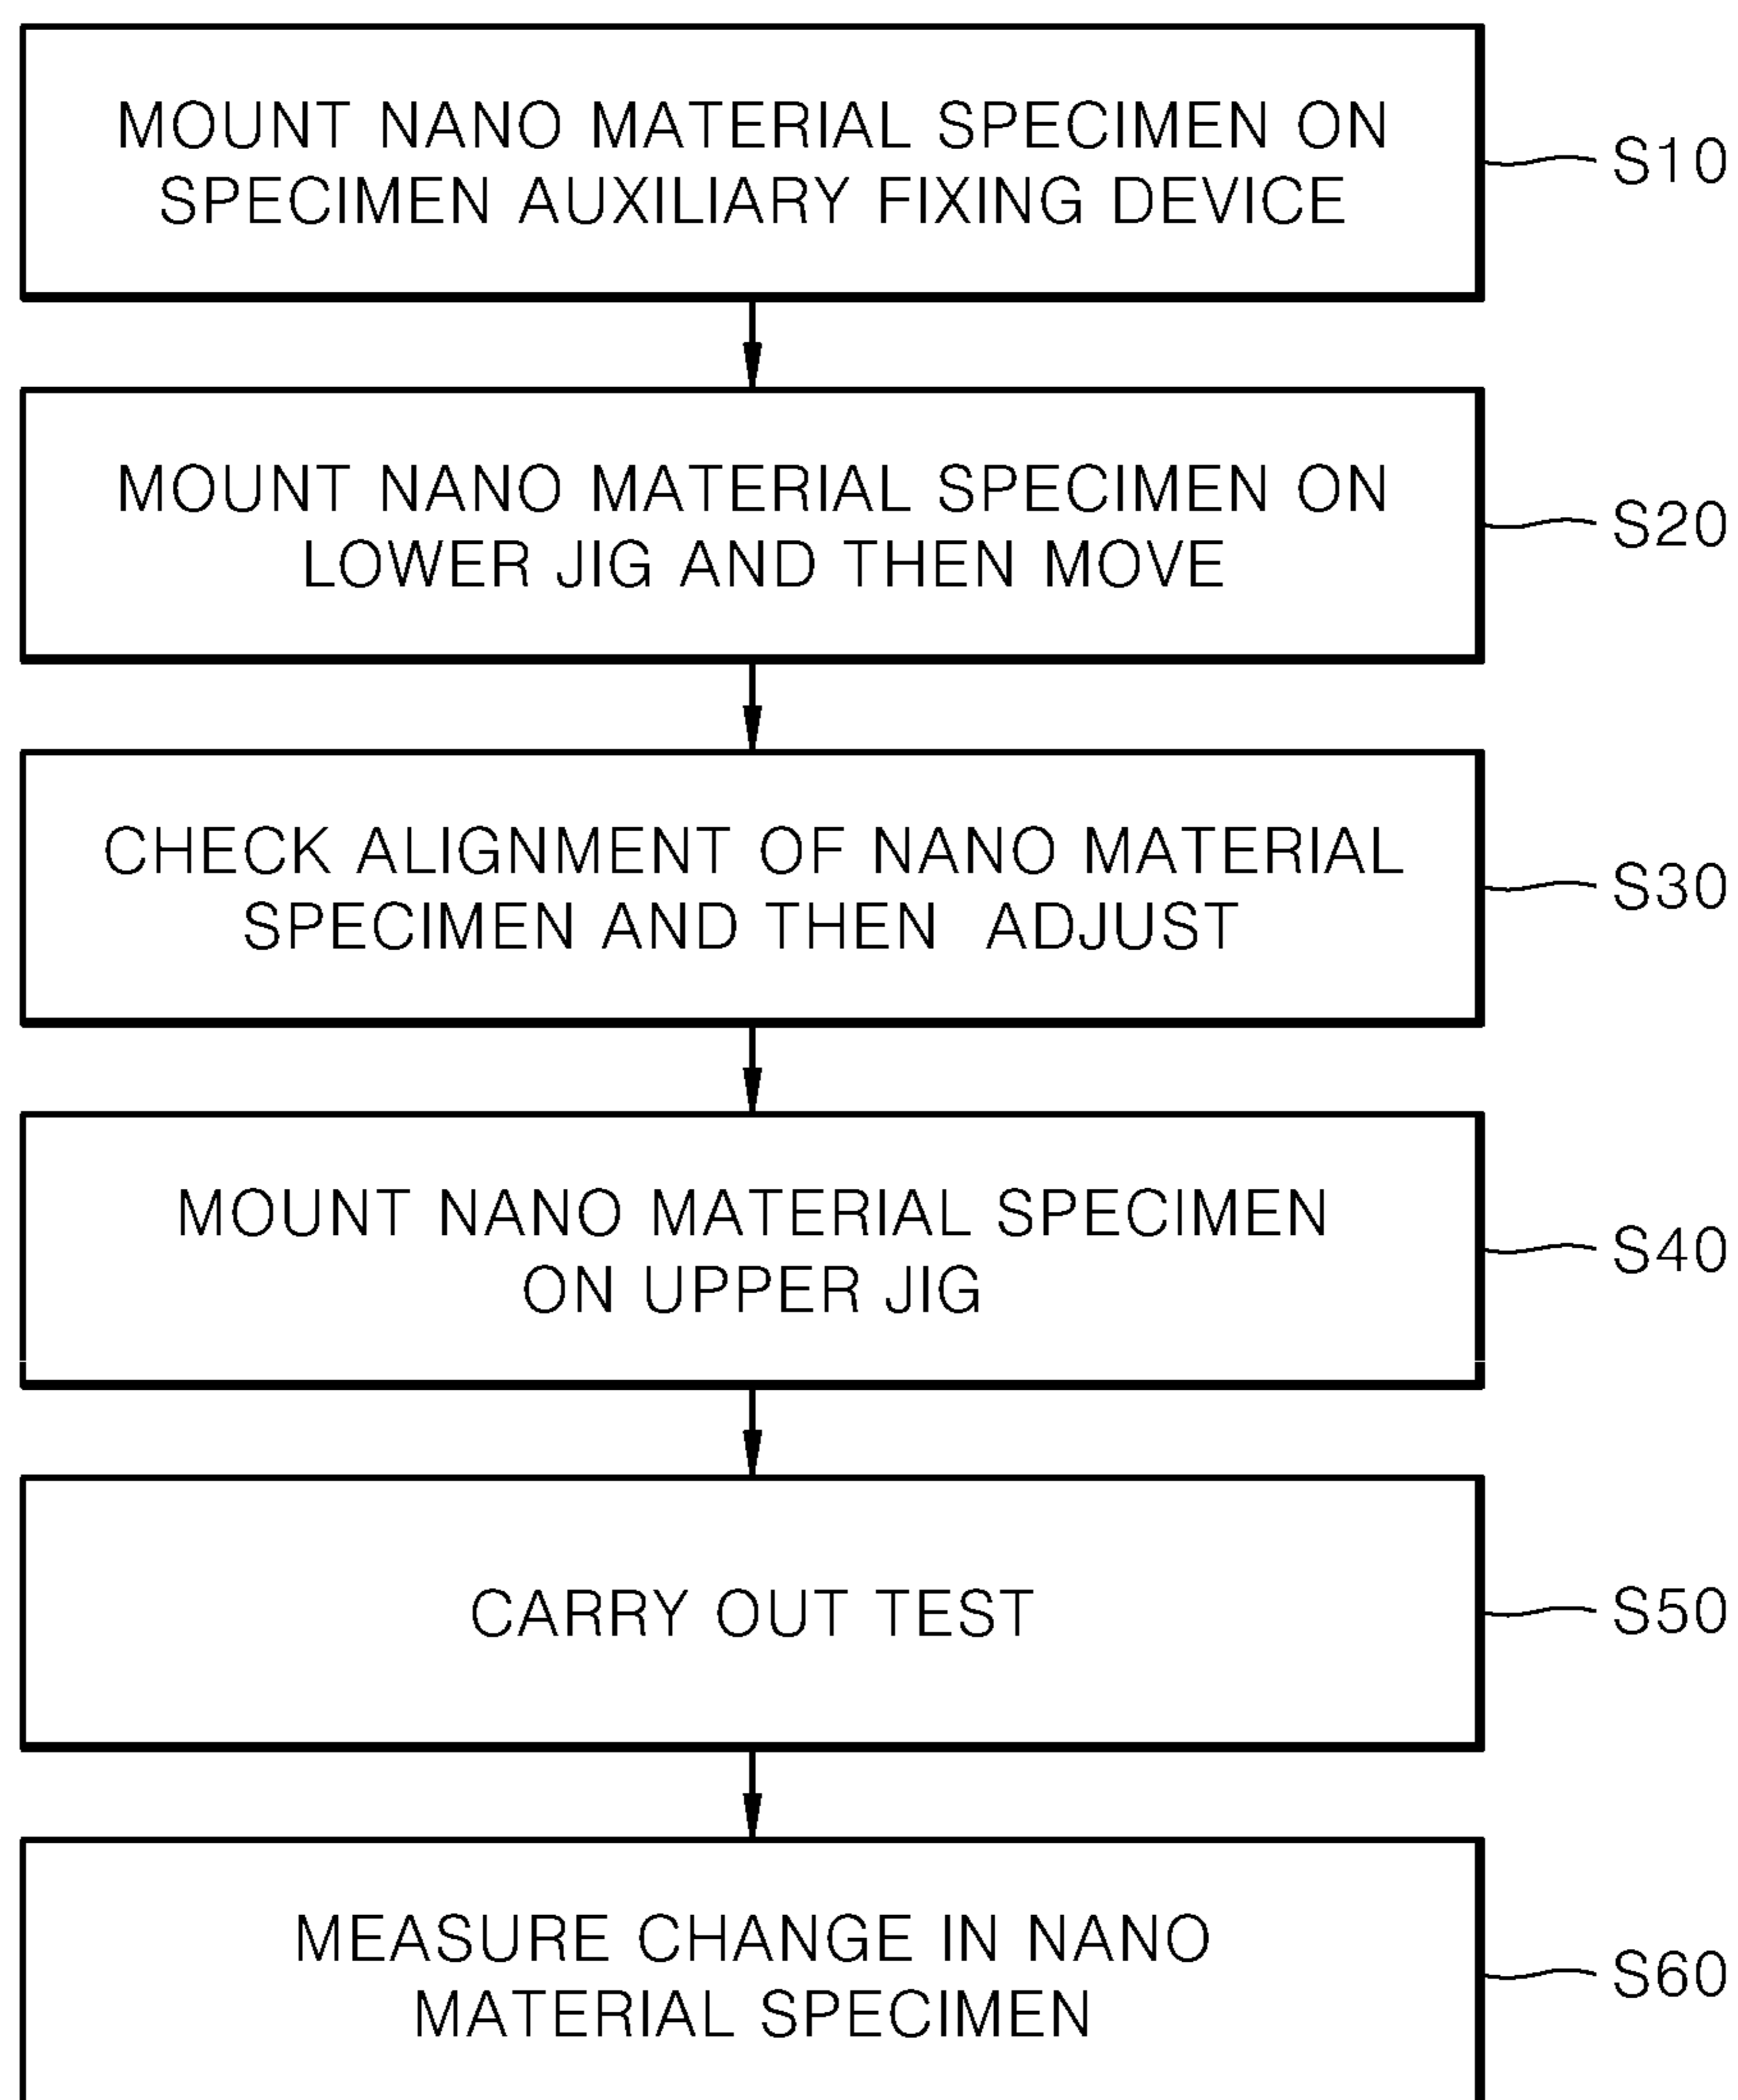 MOUNT NANO MATERIAL SPECIMEN ON
SPECIMEN AUXILIARY FIXING DEVICE
S10
MOUNT NANO MATERIAL SPECIMEN ON
LOWER JIG AND THEN MOVE
S20
CHECK ALIGNMENT OF NANO MATERIAL
SPECIMEN AND THEN ADJUST
S30
MOUNT NANO MATERIAL SPECIMEN
ON UPPER JIG
S40
CARRY OUT TEST
S50
MEASURE CHANGE IN NANO
MATERIAL SPECIMEN
S60